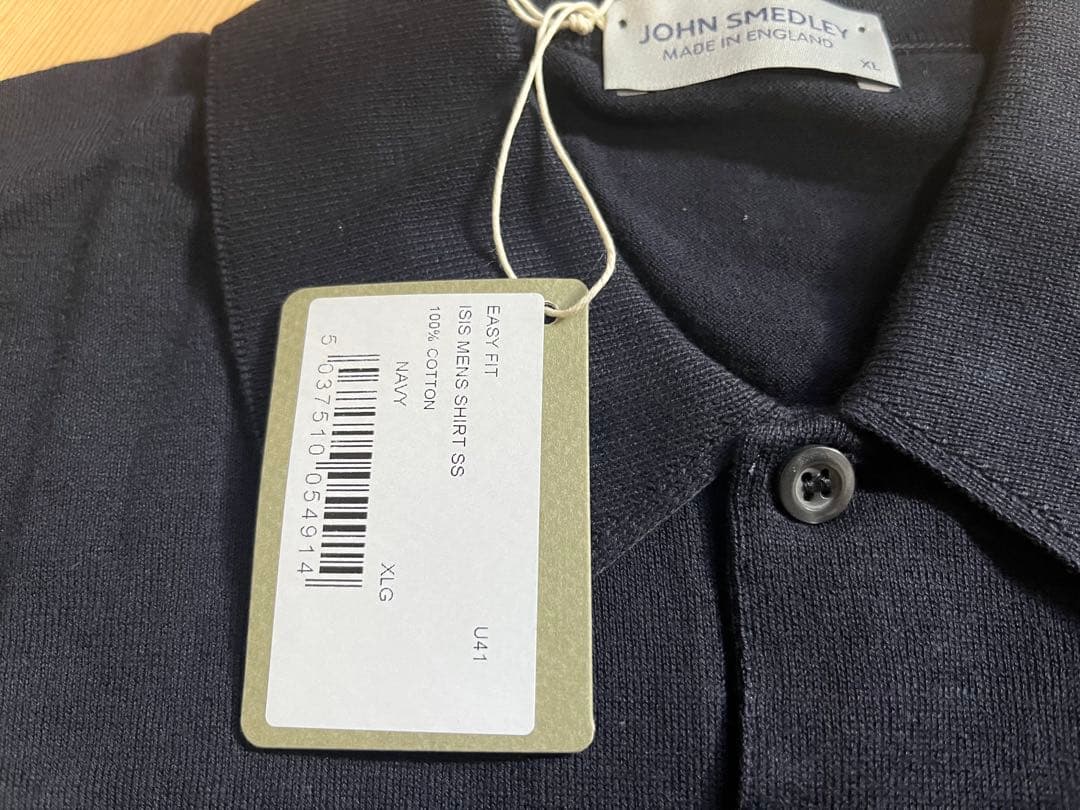 JOHN SMEDLEY
MADE IN ENGLAND
XL
EASY FIT
ISIS MENS SHIRT SS
100% COTTON
U41
NAVY
XLG
5 037510 054914